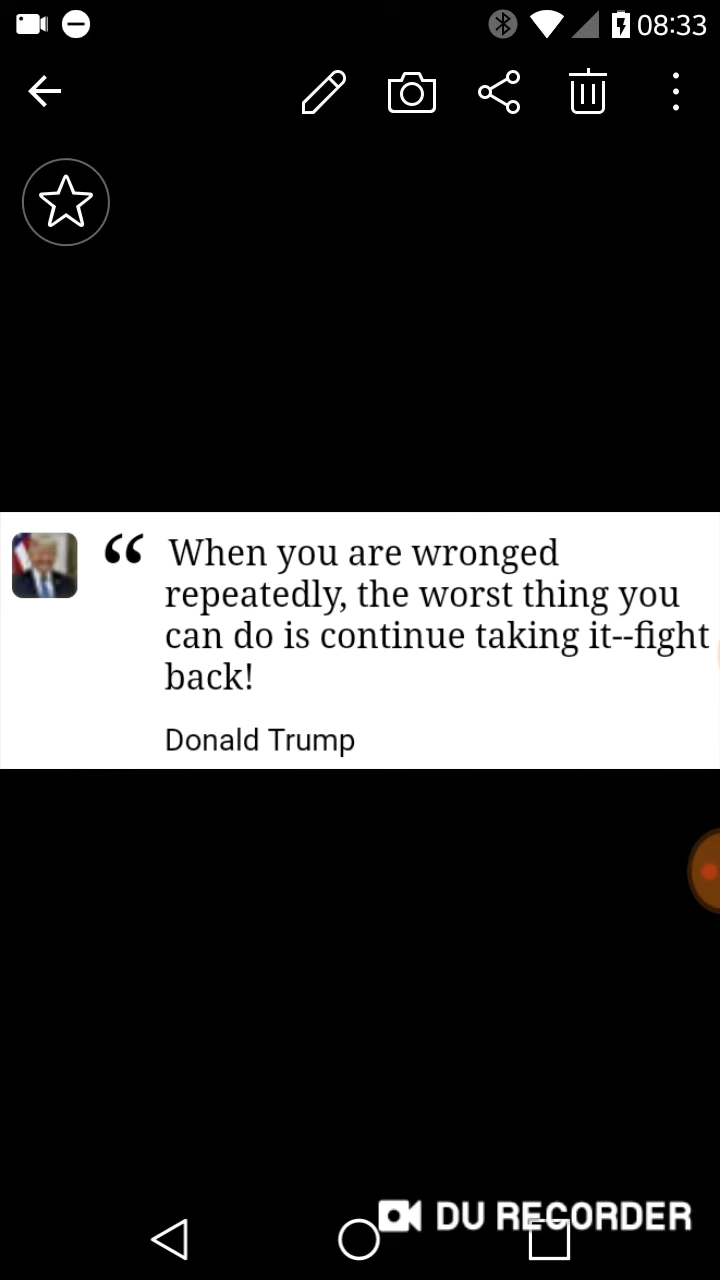 08:33
“ When you are wronged
repeatedly, the worst thing you
can do is continue taking it--fight
back!
Donald Trump
DU RECORDER